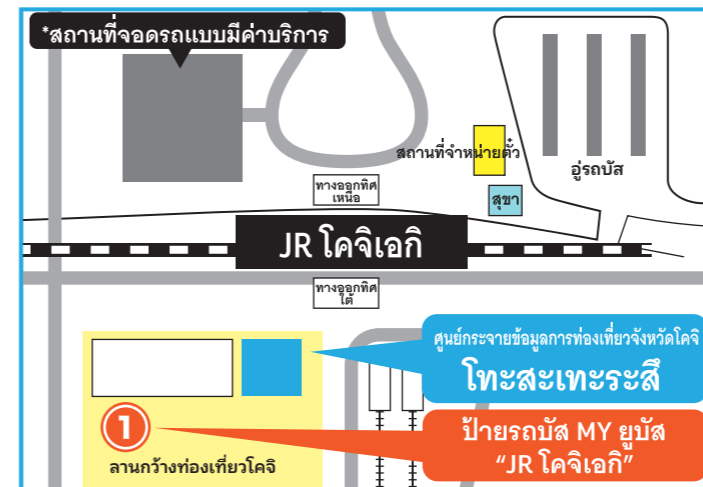 *สถานที่จอดรถแบบมีค่าบริการ
สถานที่จำหน่ายตั๋ว
อู่รถบัส
ทางออกทิศ
เหนือ
สุขา
JR โคจิเอกิ
ทางออกทิศ
ใต้
ศูนย์กระจายข้อมูลการท่องเที่ยวจังหวัดโคจิ
โทะสะเทะระสึ
1
ป้ายรถบัส MY ยูบัส
“JR โคจิเอกิ”
ลานกว้างท่องเที่ยวโคจิ